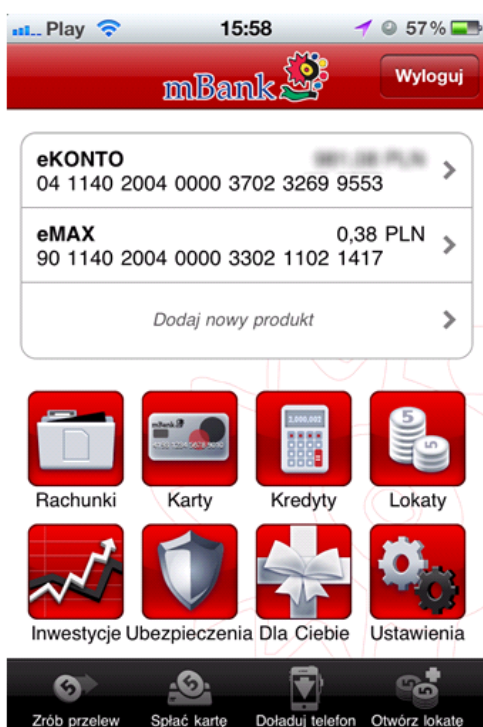 Play 15:58 57%
mBank Wyloguj
eKONTO
04 1140 2004 0000 3702 3269 9553
eMAX 0,38 PLN
90 1140 2004 0000 3302 1102 1417
Dodaj nowy produkt
Rachunki Karty Kredyty Lokaty
Inwestycje Ubezpieczenia Dla Ciebie Ustawienia
Zrób przelew Spłać kartę Doładuj telefon Otwórz lokatę